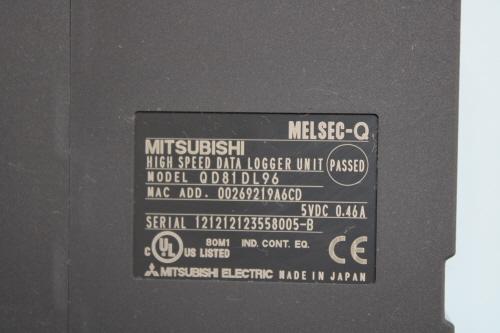 MELSEC-Q
MITSUBISHI
HIGH SPEED DATA LOGGER UNIT PASSED
MODEL QD81DL96
MAC ADD. 00269219A6CD
5VDC 0.46A
SERIAL 121212123558005-B
C UL US LISTED 80M1 IND. CONT. EQ. CE
MITSUBISHI ELECTRIC MADE IN JAPAN